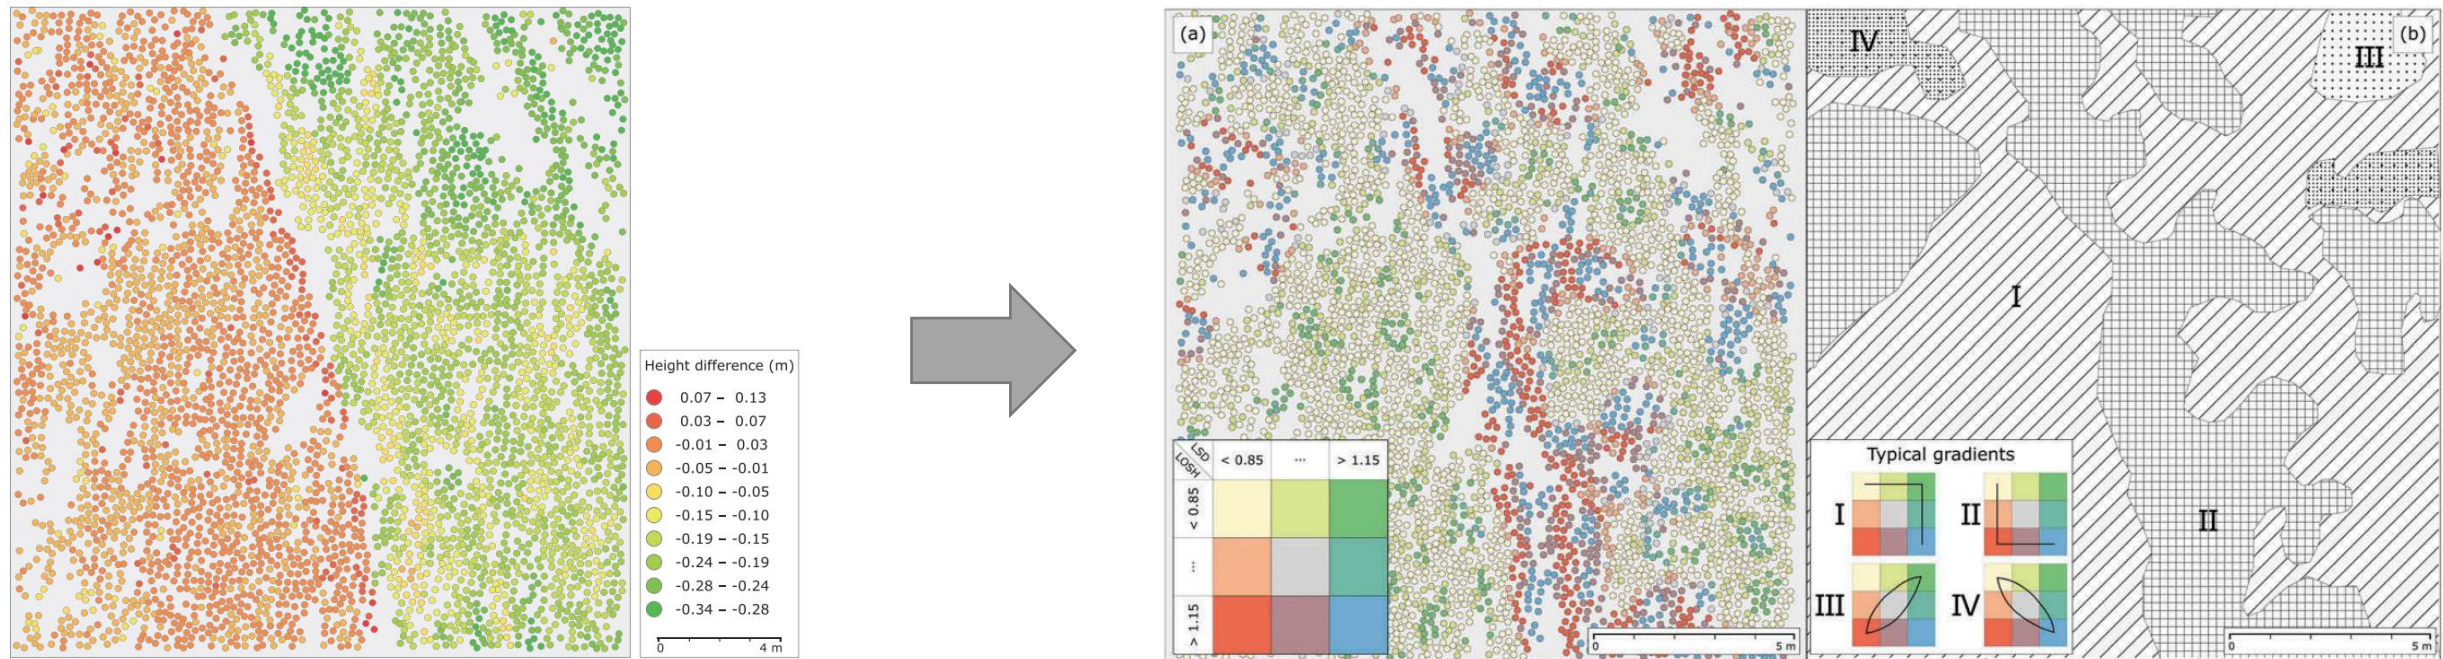 Height difference (m)
0.07 – 0.13
0.03 – 0.07
-0.01 – 0.03
-0.05 – -0.01
-0.10 – -0.05
-0.15 – -0.10
-0.19 – -0.15
-0.24 – -0.19
-0.28 – -0.24
-0.34 – -0.28
0 4 m
(a)
LSD
LOSH
< 0.85 ... > 1.15
< 0.85
...
> 1.15
0 5 m
IV
III
(b)
I
II
Typical gradients
I II
III IV
0 5 m